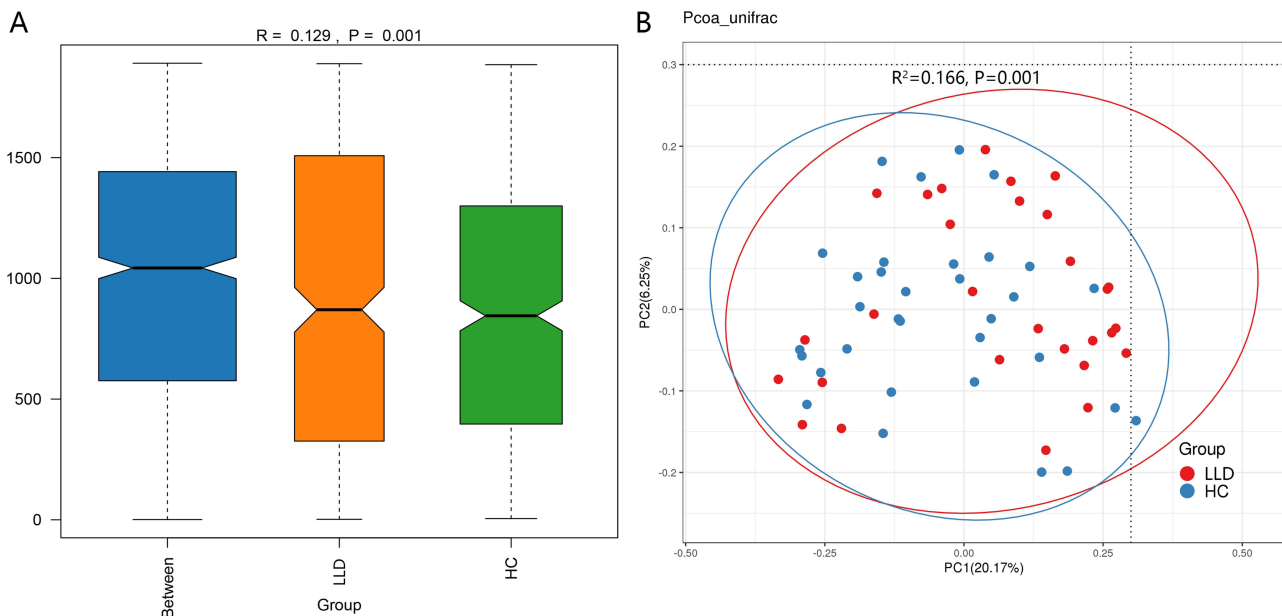 A
R = 0.129 , P = 0.001
1500
1000
500
0
Between
LLD
HC
Group
B
Pcoa_unifrac
R²=0.166, P=0.001
0.3
0.2
0.1
0.0
-0.1
-0.2
PC2(6.25%)
Group
LLD
HC
-0.50
-0.25
0.00
0.25
0.50
PC1(20.17%)